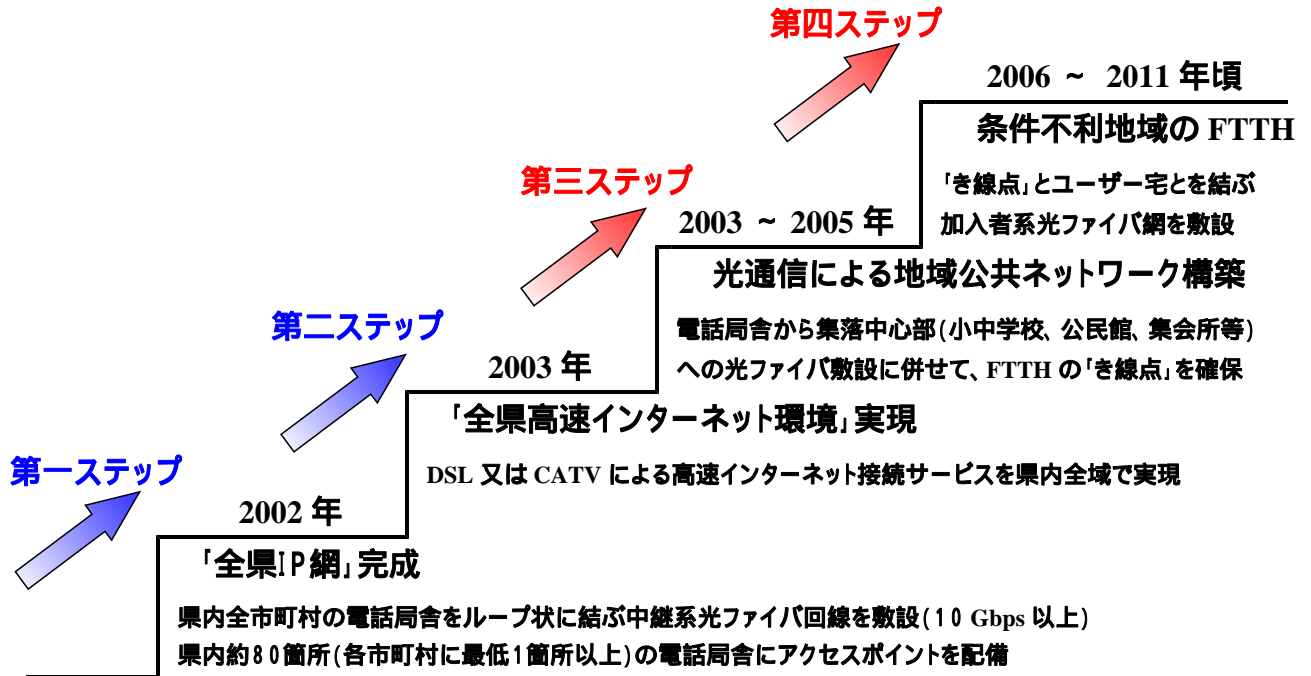 第四ステップ
2006 ~ 2011 年頃
条件不利地域の FTTH
「き線点」とユーザー宅とを結ぶ
加入者系光ファイバ網を敷設
第三ステップ
2003 ~ 2005 年
光通信による地域公共ネットワーク構築
電話局舎から集落中心部(小中学校、公民館、集会所等)
への光ファイバ敷設に併せて、FTTH の「き線点」を確保
第二ステップ
2003 年
「全県高速インターネット環境」実現
DSL 又は CATV による高速インターネット接続サービスを県内全域で実現
第一ステップ
2002 年
「全県IP網」完成
県内全市町村の電話局舎をループ状に結ぶ中継系光ファイバ回線を敷設(10 Gbps 以上)
県内約80箇所(各市町村に最低1箇所以上)の電話局舎にアクセスポイントを配備